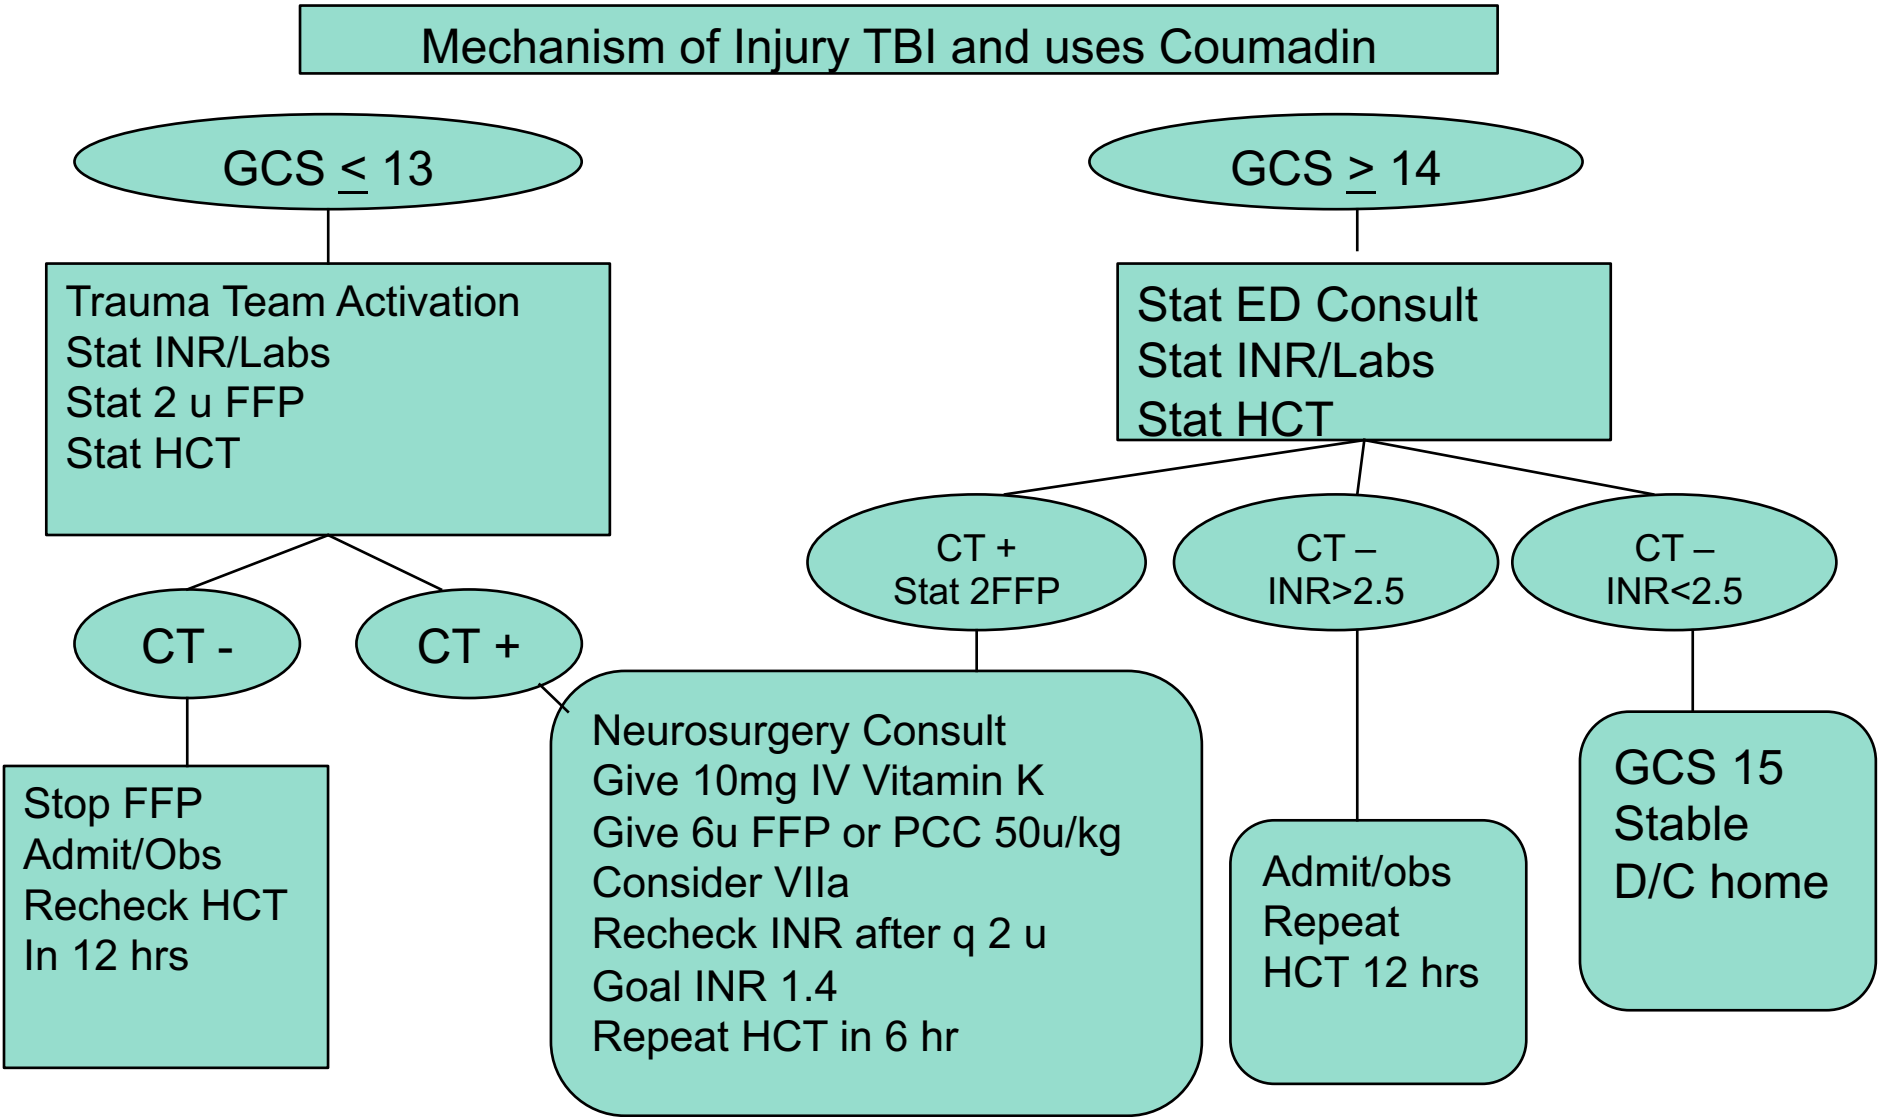 Mechanism of Injury TBI and uses Coumadin
GCS ≤ 13
GCS ≥ 14
Trauma Team Activation
Stat INR/Labs
Stat 2 u FFP
Stat HCT
Stat ED Consult
Stat INR/Labs
Stat HCT
CT -
CT +
CT +
Stat 2FFP
CT –
INR>2.5
CT –
INR<2.5
Stop FFP
Admit/Obs
Recheck HCT
In 12 hrs
Neurosurgery Consult
Give 10mg IV Vitamin K
Give 6u FFP or PCC 50u/kg
Consider VIIa
Recheck INR after q 2 u
Goal INR 1.4
Repeat HCT in 6 hr
Admit/obs
Repeat
HCT 12 hrs
GCS 15
Stable
D/C home